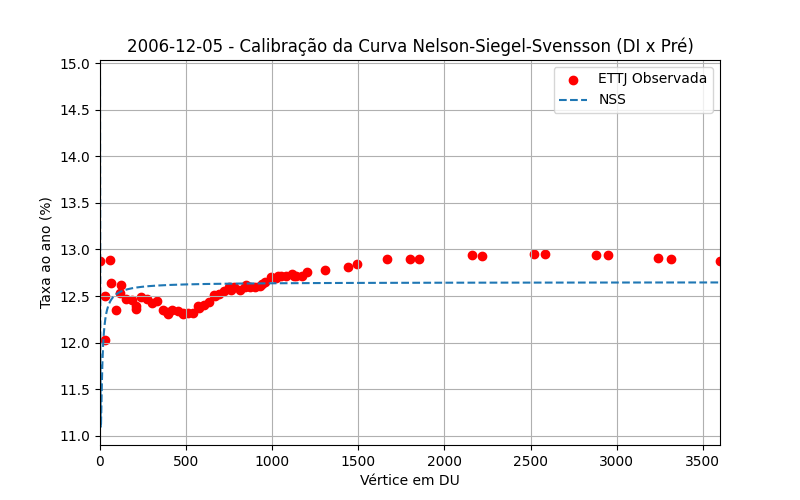 2006-12-05 - Calibração da Curva Nelson-Siegel-Svensson (DI x Pré)
ETTJ Observada
NSS
Taxa ao ano (%)
15.0
14.5
14.0
13.5
13.0
12.5
12.0
11.5
11.0
0 500 1000 1500 2000 2500 3000 3500
Vértice em DU